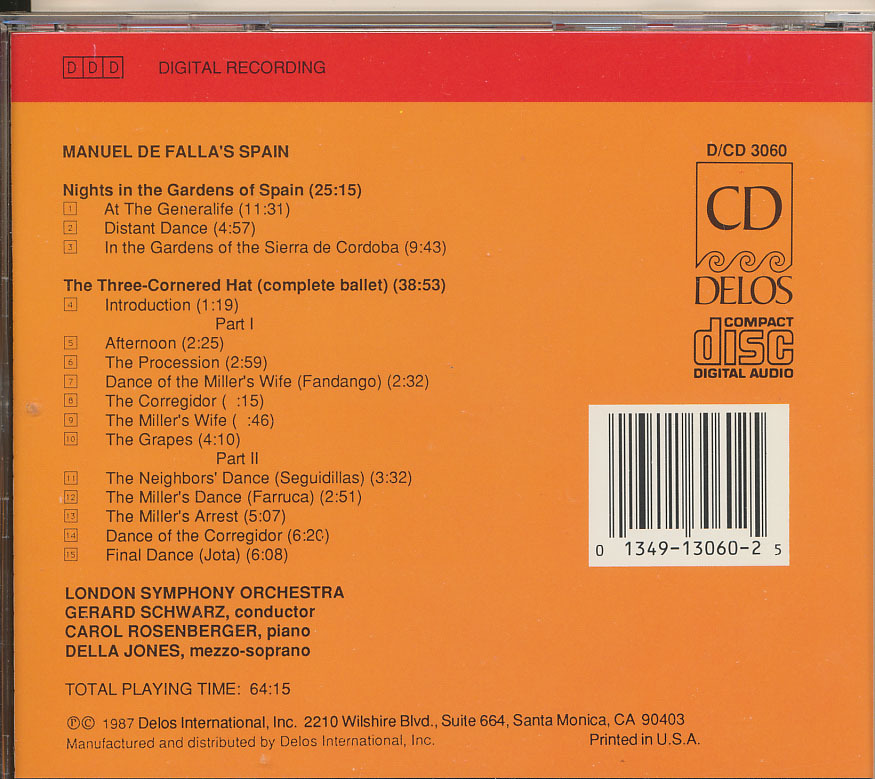 DDD DIGITAL RECORDING
MANUEL DE FALLA'S SPAIN
D/CD 3060
CD
DELOS
COMPACT
disc
DIGITAL AUDIO
Nights in the Gardens of Spain (25:15)
1 At The Generalife (11:31)
2 Distant Dance (4:57)
3 In the Gardens of the Sierra de Cordoba (9:43)
The Three-Cornered Hat (complete ballet) (38:53)
4 Introduction (1:19)
Part I
5 Afternoon (2:25)
6 The Procession (2:59)
7 Dance of the Miller's Wife (Fandango) (2:32)
8 The Corregidor ( :15)
9 The Miller's Wife ( :46)
10 The Grapes (4:10)
Part II
11 The Neighbors' Dance (Seguidillas) (3:32)
12 The Miller's Dance (Farruca) (2:51)
13 The Miller's Arrest (5:07)
14 Dance of the Corregidor (6:20)
15 Final Dance (Jota) (6:08)
0 1349-13060-2 5
LONDON SYMPHONY ORCHESTRA
GERARD SCHWARZ, conductor
CAROL ROSENBERGER, piano
DELLA JONES, mezzo-soprano
TOTAL PLAYING TIME: 64:15
℗© 1987 Delos International, Inc. 2210 Wilshire Blvd., Suite 664, Santa Monica, CA 90403
Manufactured and distributed by Delos International, Inc. Printed in U.S.A.